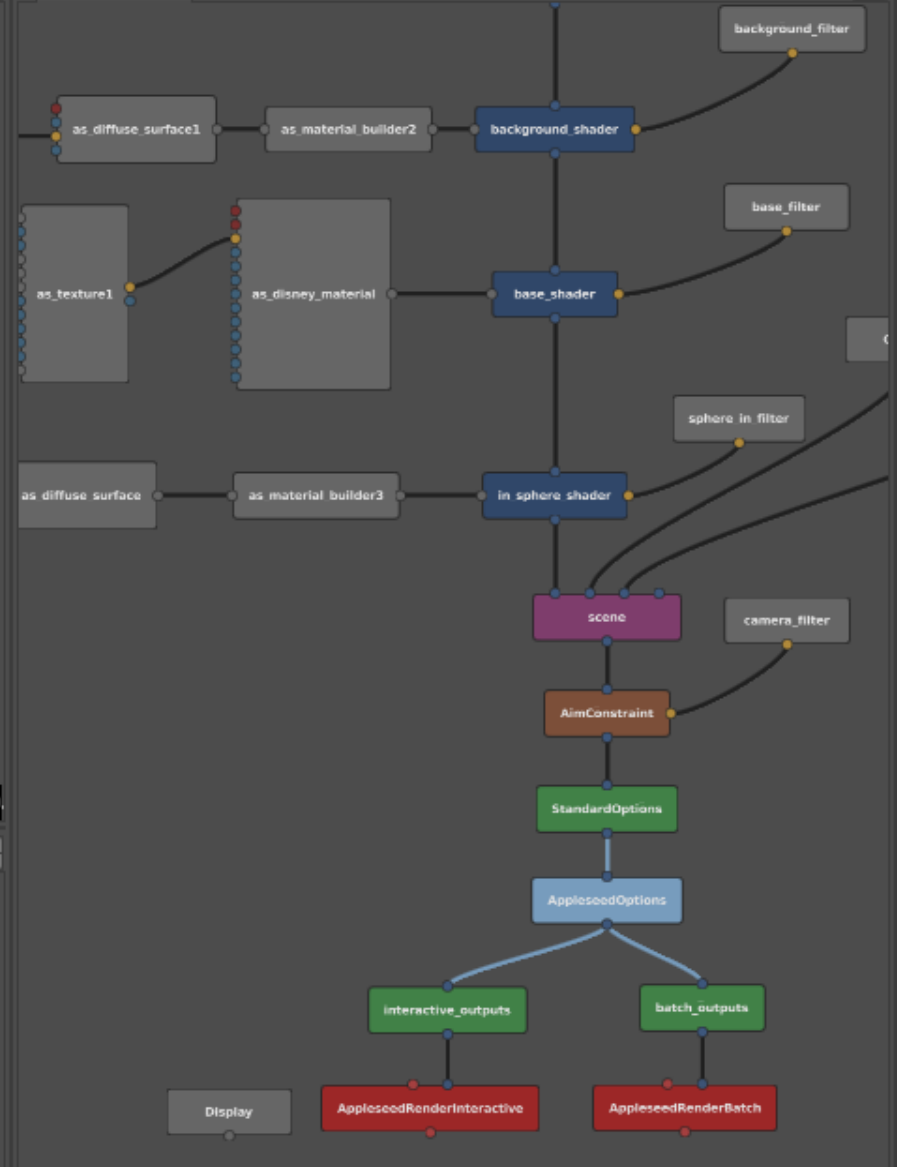 background_filter
as_diffuse_surface1
as_material_builder2
background_shader
base_filter
as_texture1
as_disney_material
base_shader
sphere_in_filter
as_diffuse_surface
as_material_builder3
in_sphere_shader
scene
camera_filter
AimConstraint
StandardOptions
AppleseedOptions
interactive_outputs
batch_outputs
Display
AppleseedRenderInteractive
AppleseedRenderBatch